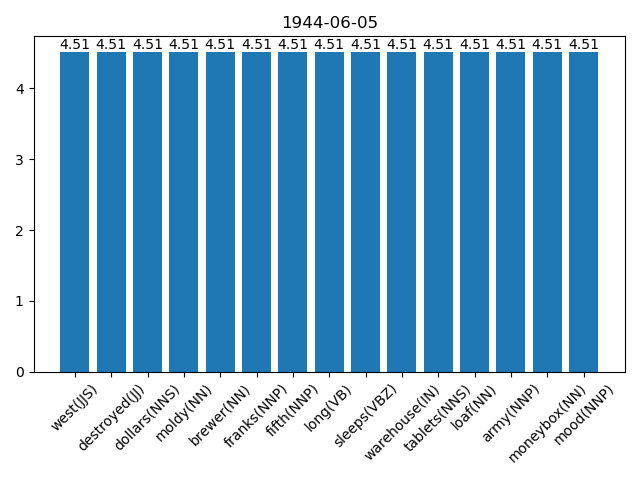 1944-06-05
4.51 4.51 4.51 4.51 4.51 4.51 4.51 4.51 4.51 4.51 4.51 4.51 4.51 4.51 4.51
4
3
2
1
0
west(JJS)
destroyed(JJ)
dollars(NNS)
moldy(NN)
brewer(NN)
franks(NNP)
fifth(NNP)
long(VB)
sleeps(VBZ)
warehouse(IN)
tablets(NNS)
loaf(NN)
army(NNP)
moneybox(NN)
mood(NNP)